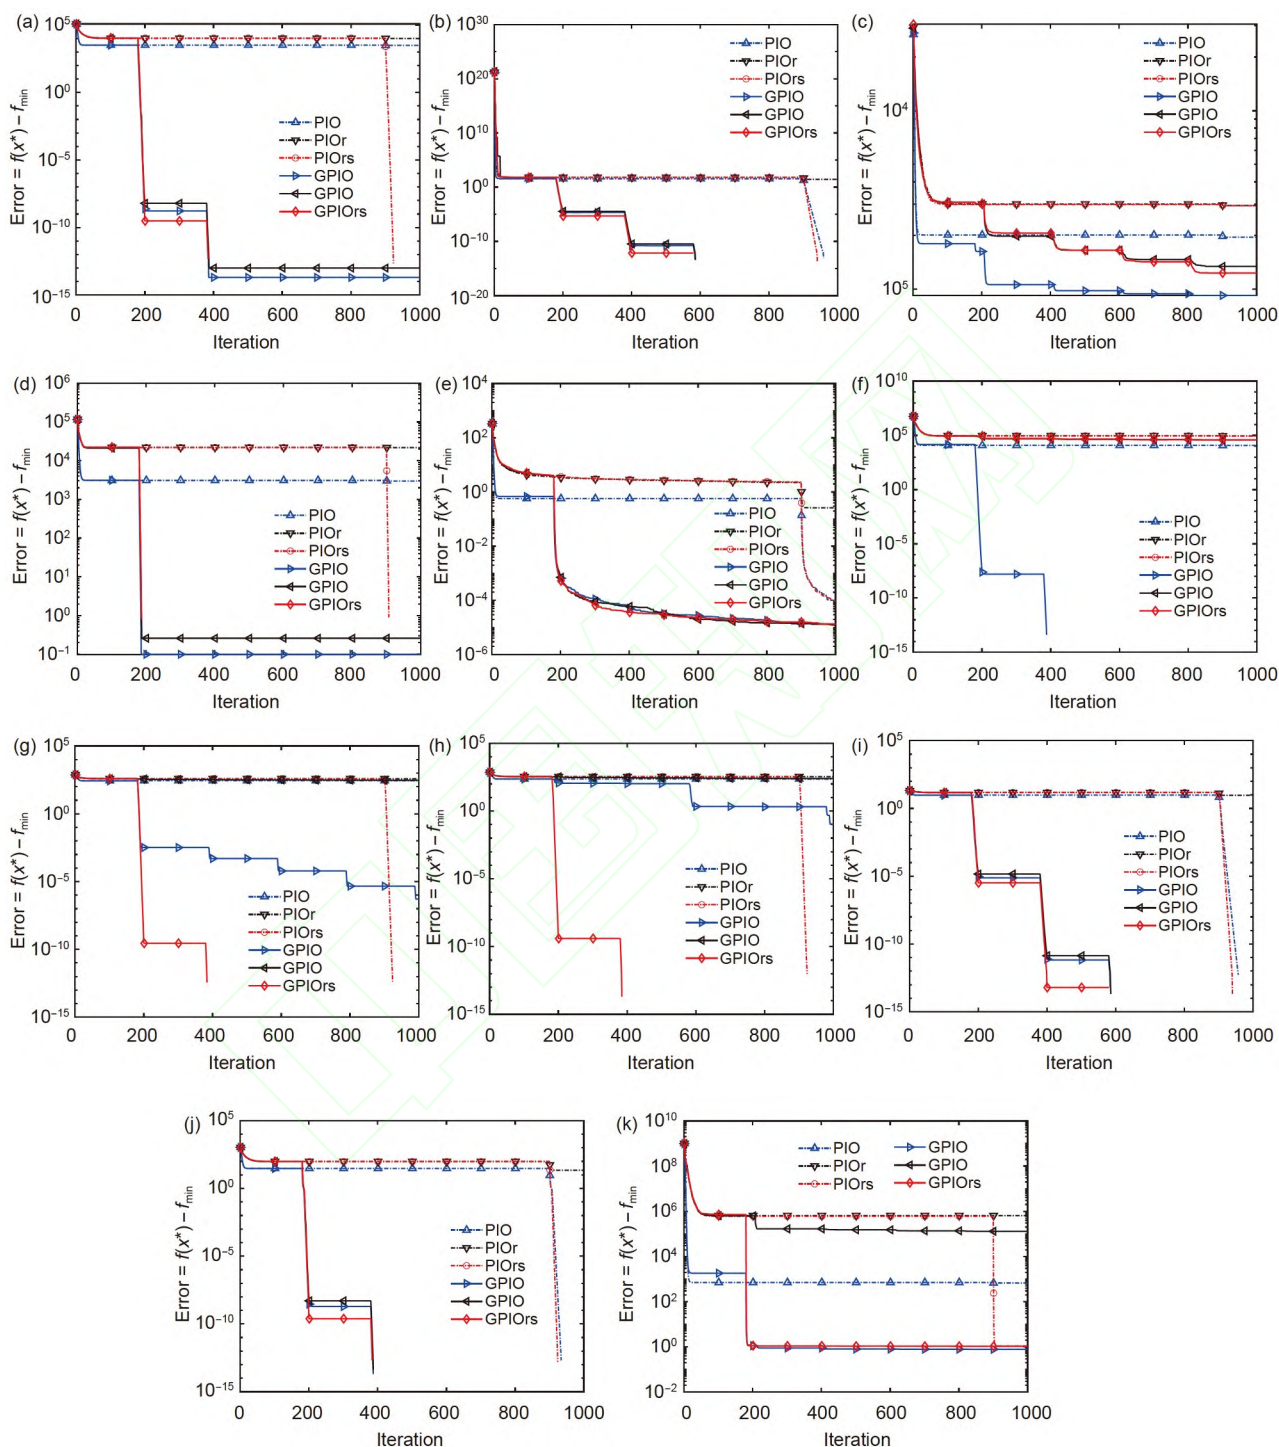 (a)
10^5
10^0
10^−5
10^−10
10^−15
Error = f(x*) − f_min
PIO
PIOr
PIOrs
GPIO
GPIO
GPIOrs
0 200 400 600 800 1000
Iteration
(b)
10^30
10^20
10^10
10^0
10^−10
10^−20
Error = f(x*) − f_min
PIO
PIOr
PIOrs
GPIO
GPIO
GPIOrs
0 200 400 600 800 1000
Iteration
(c)
10^4
10^5
Error = f(x*) − f_min
PIO
PIOr
PIOrs
GPIO
GPIO
GPIOrs
0 200 400 600 800 1000
Iteration
(d)
10^6
10^5
10^4
10^3
10^2
10^1
10^0
10^−1
Error = f(x*) − f_min
PIO
PIOr
PIOrs
GPIO
GPIO
GPIOrs
0 200 400 600 800 1000
Iteration
(e)
10^4
10^2
10^0
10^−2
10^−4
10^−6
Error = f(x*) − f_min
PIO
PIOr
PIOrs
GPIO
GPIO
GPIOrs
0 200 400 600 800 1000
Iteration
(f)
10^10
10^5
10^0
10^−5
10^−10
10^−15
Error = f(x*) − f_min
PIO
PIOr
PIOrs
GPIO
GPIO
GPIOrs
0 200 400 600 800 1000
Iteration
(g)
10^5
10^0
10^−5
10^−10
10^−15
Error = f(x*) − f_min
PIO
PIOr
PIOrs
GPIO
GPIO
GPIOrs
0 200 400 600 800 1000
Iteration
(h)
10^5
10^0
10^−5
10^−10
10^−15
Error = f(x*) − f_min
PIO
PIOr
PIOrs
GPIO
GPIO
GPIOrs
0 200 400 600 800 1000
Iteration
(i)
10^5
10^0
10^−5
10^−10
10^−15
Error = f(x*) − f_min
PIO
PIOr
PIOrs
GPIO
GPIO
GPIOrs
0 200 400 600 800 1000
Iteration
(j)
10^5
10^0
10^−5
10^−10
10^−15
Error = f(x*) − f_min
PIO
PIOr
PIOrs
GPIO
GPIO
GPIOrs
0 200 400 600 800 1000
Iteration
(k)
10^10
10^8
10^6
10^4
10^2
10^0
10^−2
Error = f(x*) − f_min
PIO GPIO
PIOr GPIO
PIOrs GPIOrs
0 200 400 600 800 1000
Iteration